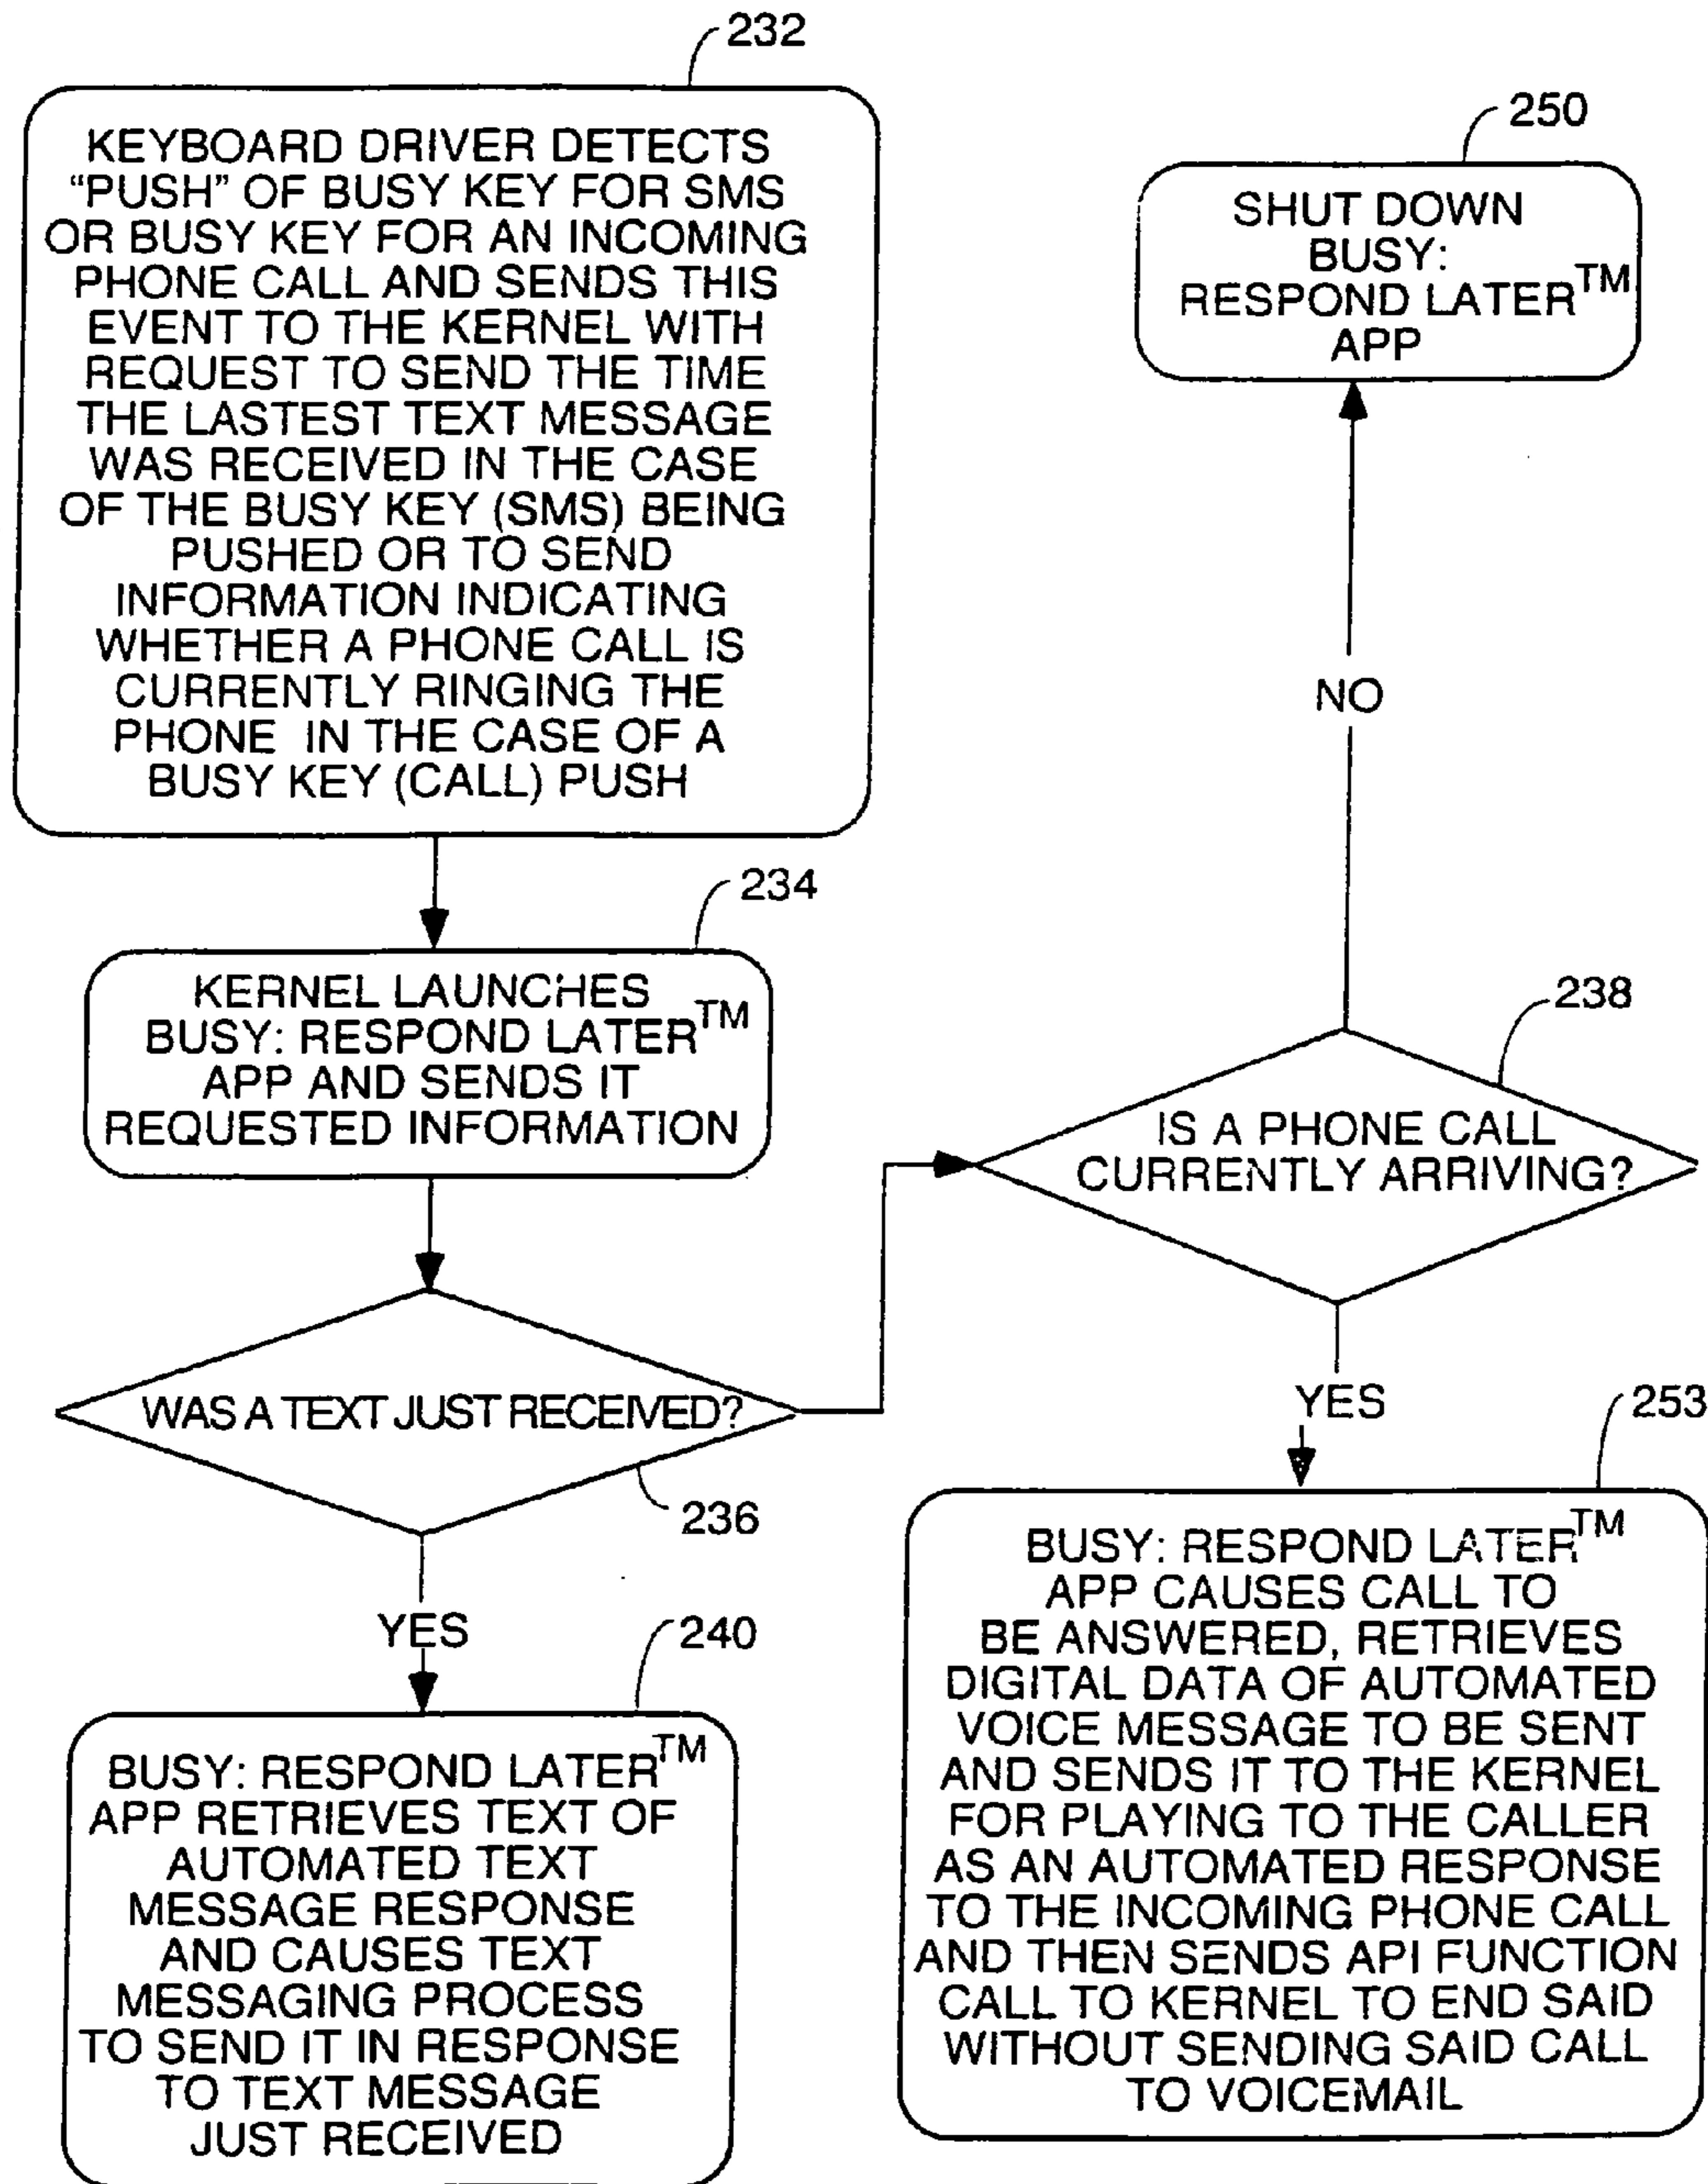 232
KEYBOARD DRIVER DETECTS
“PUSH” OF BUSY KEY FOR SMS
OR BUSY KEY FOR AN INCOMING
PHONE CALL AND SENDS THIS
EVENT TO THE KERNEL WITH
REQUEST TO SEND THE TIME
THE LASTEST TEXT MESSAGE
WAS RECEIVED IN THE CASE
OF THE BUSY KEY (SMS) BEING
PUSHED OR TO SEND
INFORMATION INDICATING
WHETHER A PHONE CALL IS
CURRENTLY RINGING THE
PHONE IN THE CASE OF A
BUSY KEY (CALL) PUSH
234
KERNEL LAUNCHES
BUSY: RESPOND LATER™
APP AND SENDS IT
REQUESTED INFORMATION
WAS A TEXT JUST RECEIVED?
236
YES
240
BUSY: RESPOND LATER™
APP RETRIEVES TEXT OF
AUTOMATED TEXT
MESSAGE RESPONSE
AND CAUSES TEXT
MESSAGING PROCESS
TO SEND IT IN RESPONSE
TO TEXT MESSAGE
JUST RECEIVED
250
SHUT DOWN
BUSY:
RESPOND LATER™
APP
NO
238
IS A PHONE CALL
CURRENTLY ARRIVING?
YES
253
BUSY: RESPOND LATER™
APP CAUSES CALL TO
BE ANSWERED, RETRIEVES
DIGITAL DATA OF AUTOMATED
VOICE MESSAGE TO BE SENT
AND SENDS IT TO THE KERNEL
FOR PLAYING TO THE CALLER
AS AN AUTOMATED RESPONSE
TO THE INCOMING PHONE CALL
AND THEN SENDS API FUNCTION
CALL TO KERNEL TO END SAID
WITHOUT SENDING SAID CALL
TO VOICEMAIL